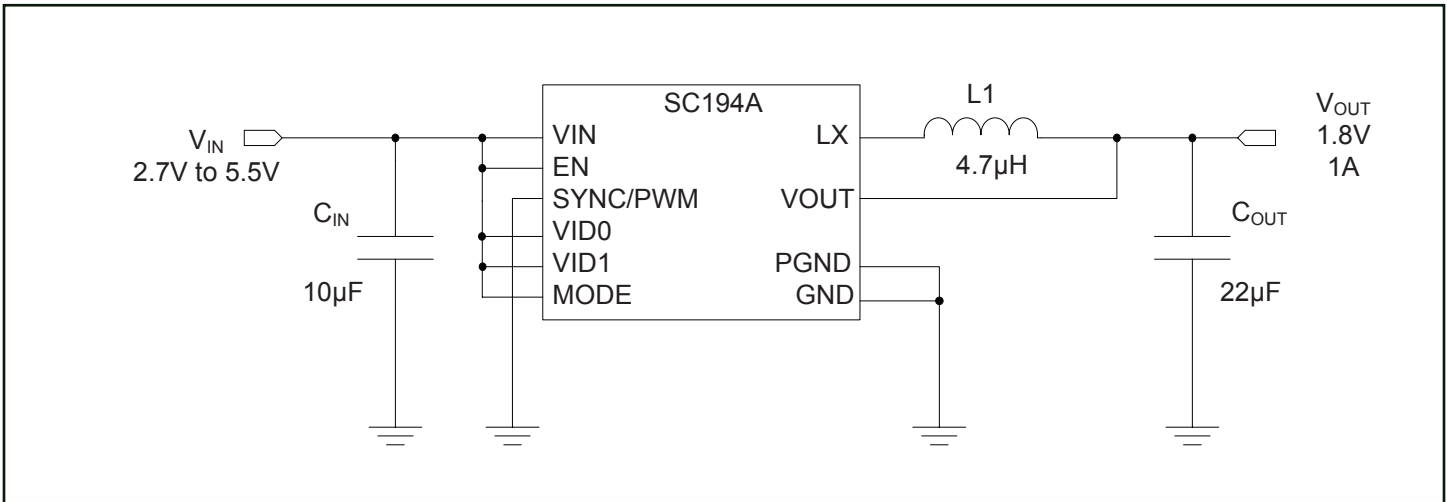 SC194A
V_IN
2.7V to 5.5V
C_IN
10µF
VIN
EN
SYNC/PWM
VID0
VID1
MODE
LX
VOUT
PGND
GND
L1
4.7µH
V_OUT
1.8V
1A
C_OUT
22µF